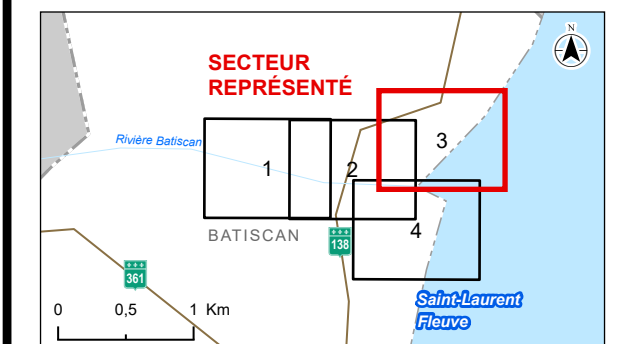 N
SECTEUR
REPRÉSENTÉ
Rivière Batiscan
1
2
3
4
BATISCAN
138
361
0 0,5 1 Km
Saint-Laurent
Fleuve